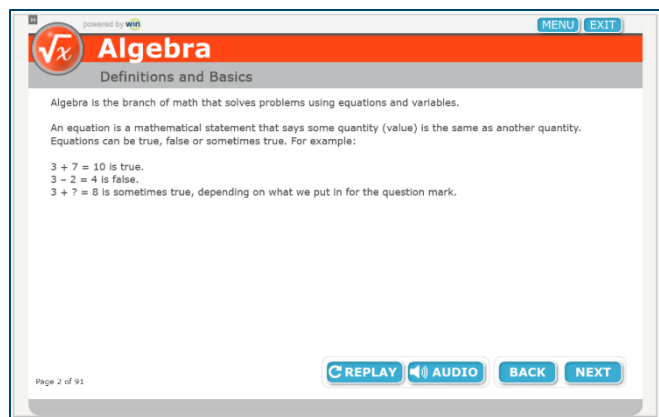 powered by win
MENU EXIT
√x Algebra
Definitions and Basics
Algebra is the branch of math that solves problems using equations and variables.
An equation is a mathematical statement that says some quantity (value) is the same as another quantity.
Equations can be true, false or sometimes true. For example:
3 + 7 = 10 is true.
3 – 2 = 4 is false.
3 + ? = 8 is sometimes true, depending on what we put in for the question mark.
REPLAY AUDIO BACK NEXT
Page 2 of 91